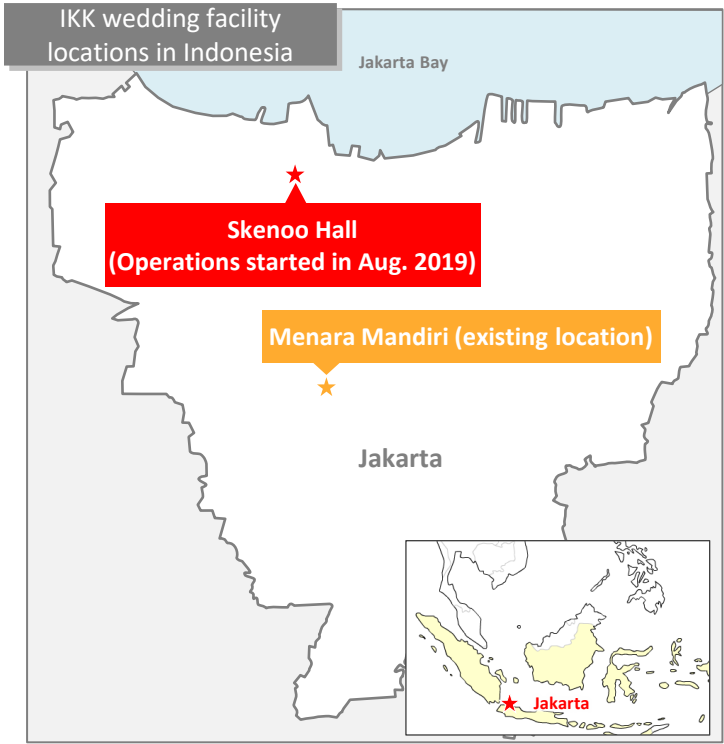 IKK wedding facility
locations in Indonesia
Jakarta Bay
Skenoo Hall
(Operations started in Aug. 2019)
Menara Mandiri (existing location)
Jakarta
Jakarta